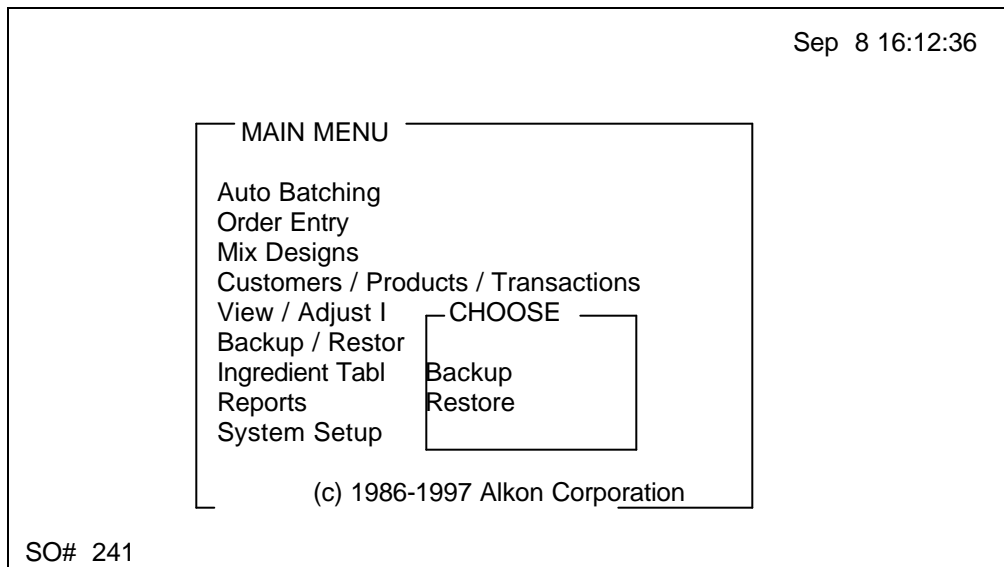 Sep 8 16:12:36
MAIN MENU
Auto Batching
Order Entry
Mix Designs
Customers / Products / Transactions
View / Adjust I
CHOOSE
Backup / Restor
Ingredient Tabl
Backup
Reports
Restore
System Setup
(c) 1986-1997 Alkon Corporation
SO# 241